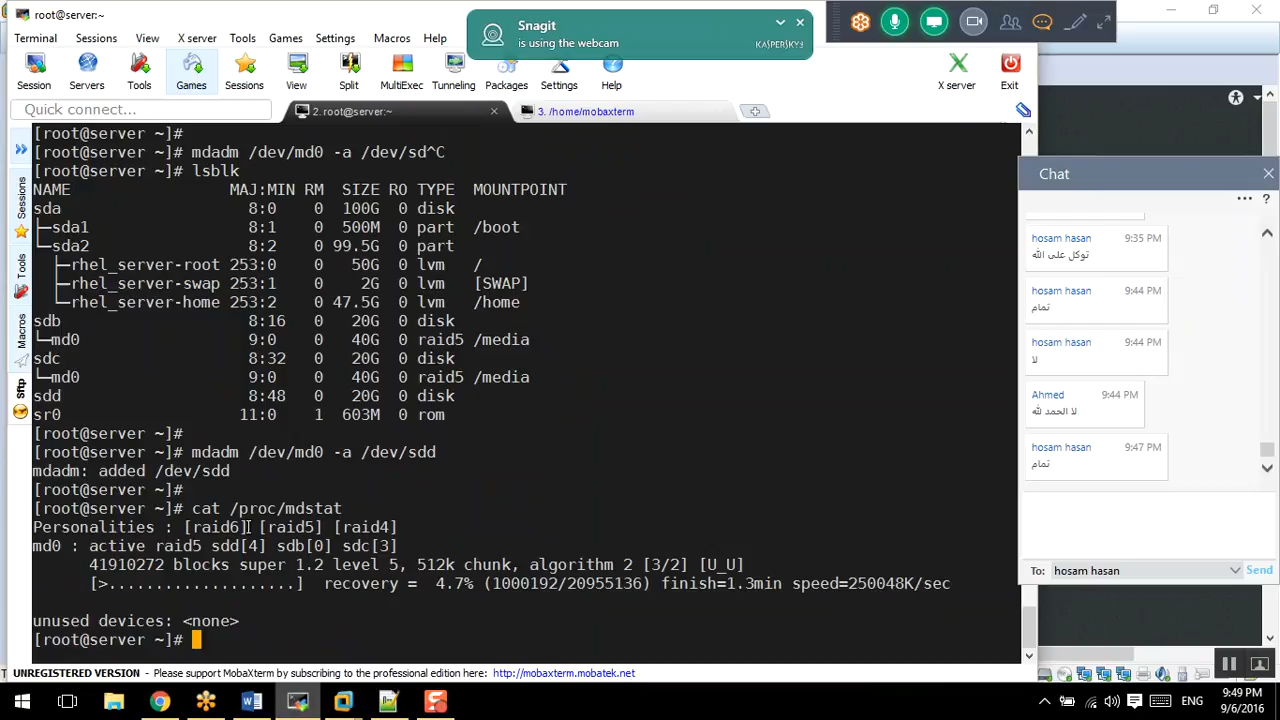 root@server:~
Terminal Sessions View X server Tools Games Settings Macros Help
Session Servers Tools Games Sessions View Split MultiExec Tunneling Packages Settings Help X server Exit
Snagit
is using the webcam
KASPERSKY
Quick connect...
2. root@server:~
3. /home/mobaxterm
Sessions
Tools
Macros
Sftp
[root@server ~]#
[root@server ~]# mdadm /dev/md0 -a /dev/sd^C
[root@server ~]# lsblk
NAME MAJ:MIN RM SIZE RO TYPE MOUNTPOINT
sda 8:0 0 100G 0 disk
├─sda1 8:1 0 500M 0 part /boot
└─sda2 8:2 0 99.5G 0 part
├─rhel_server-root 253:0 0 50G 0 lvm /
├─rhel_server-swap 253:1 0 2G 0 lvm [SWAP]
└─rhel_server-home 253:2 0 47.5G 0 lvm /home
sdb 8:16 0 20G 0 disk
└─md0 9:0 0 40G 0 raid5 /media
sdc 8:32 0 20G 0 disk
└─md0 9:0 0 40G 0 raid5 /media
sdd 8:48 0 20G 0 disk
sr0 11:0 1 603M 0 rom
[root@server ~]#
[root@server ~]# mdadm /dev/md0 -a /dev/sdd
mdadm: added /dev/sdd
[root@server ~]#
[root@server ~]# cat /proc/mdstat
Personalities : [raid6] [raid5] [raid4]
md0 : active raid5 sdd[4] sdb[0] sdc[3]
41910272 blocks super 1.2 level 5, 512k chunk, algorithm 2 [3/2] [U_U]
[>....................] recovery = 4.7% (1000192/20955136) finish=1.3min speed=250048K/sec
unused devices: <none>
[root@server ~]#
Chat
hosam hasan 9:35 PM
توكل على الله
hosam hasan 9:44 PM
تمام
hosam hasan 9:44 PM
لا
Ahmed 9:44 PM
لا الحمد لله
hosam hasan 9:47 PM
تمام
To: hosam hasan Send
UNREGISTERED VERSION - Please support MobaXterm by subscribing to the professional edition here: http://mobaxterm.mobatek.net
ENG
9:49 PM
9/6/2016